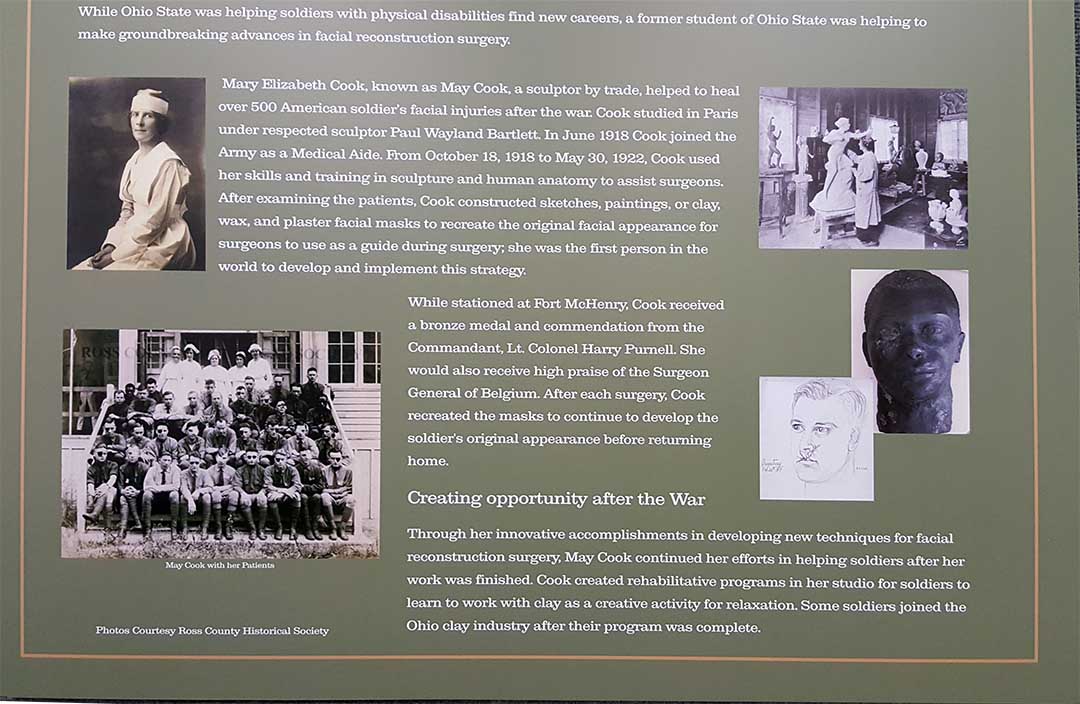 While Ohio State was helping soldiers with physical disabilities find new careers, a former student of Ohio State was helping to
make groundbreaking advances in facial reconstruction surgery.
Mary Elizabeth Cook, known as May Cook, a sculptor by trade, helped to heal
over 500 American soldier's facial injuries after the war. Cook studied in Paris
under respected sculptor Paul Wayland Bartlett. In June 1918 Cook joined the
Army as a Medical Aide. From October 18, 1918 to May 30, 1922, Cook used
her skills and training in sculpture and human anatomy to assist surgeons.
After examining the patients, Cook constructed sketches, paintings, or clay,
wax, and plaster facial masks to recreate the original facial appearance for
surgeons to use as a guide during surgery; she was the first person in the
world to develop and implement this strategy.
While stationed at Fort McHenry, Cook received
a bronze medal and commendation from the
Commandant, Lt. Colonel Harry Purnell. She
would also receive high praise of the Surgeon
General of Belgium. After each surgery, Cook
recreated the masks to continue to develop the
soldier's original appearance before returning
home.
ROSS COUNTY SOCIETY
May Cook with her Patients
Creating opportunity after the War
Through her innovative accomplishments in developing new techniques for facial
reconstruction surgery, May Cook continued her efforts in helping soldiers after her
work was finished. Cook created rehabilitative programs in her studio for soldiers to
learn to work with clay as a creative activity for relaxation. Some soldiers joined the
Ohio clay industry after their program was complete.
Photos Courtesy Ross County Historical Society